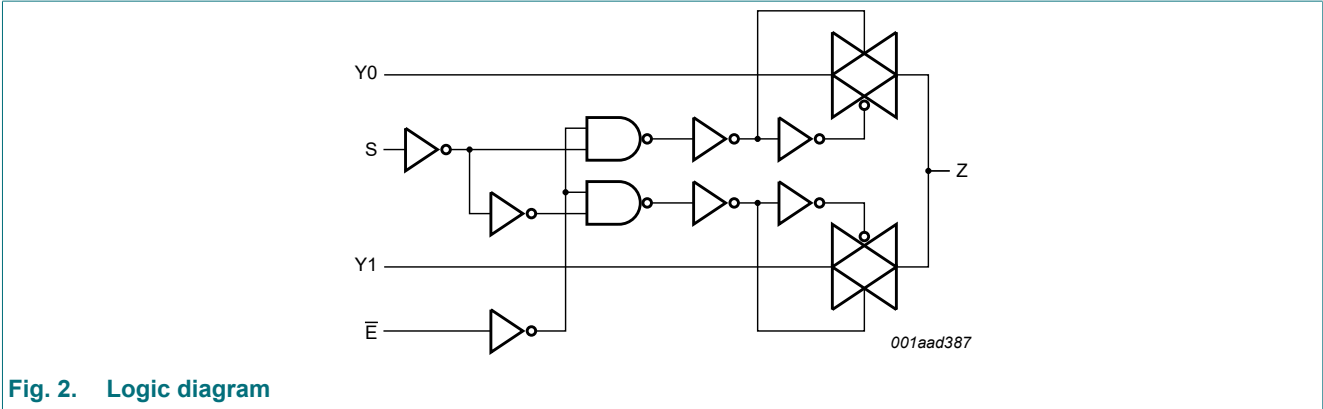 Y0
S
Z
Y1
E̅
001aad387
Fig. 2. Logic diagram